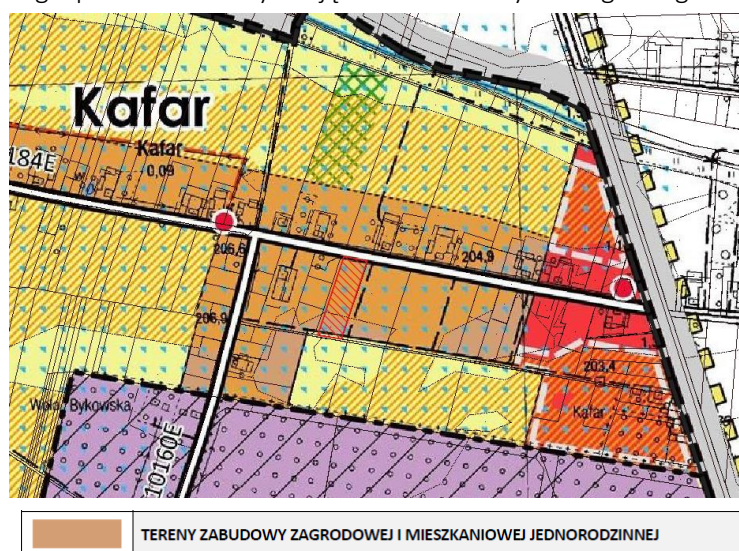 Kafar
184E
Kafar
0,09
206,6
204,9
1,1
206,9
1,
203,4
Kafar
Wola Bykowska
10160E
TERENY ZABUDOWY ZAGRODOWEJ I MIESZKANIOWEJ JEDNORODZINNEJ